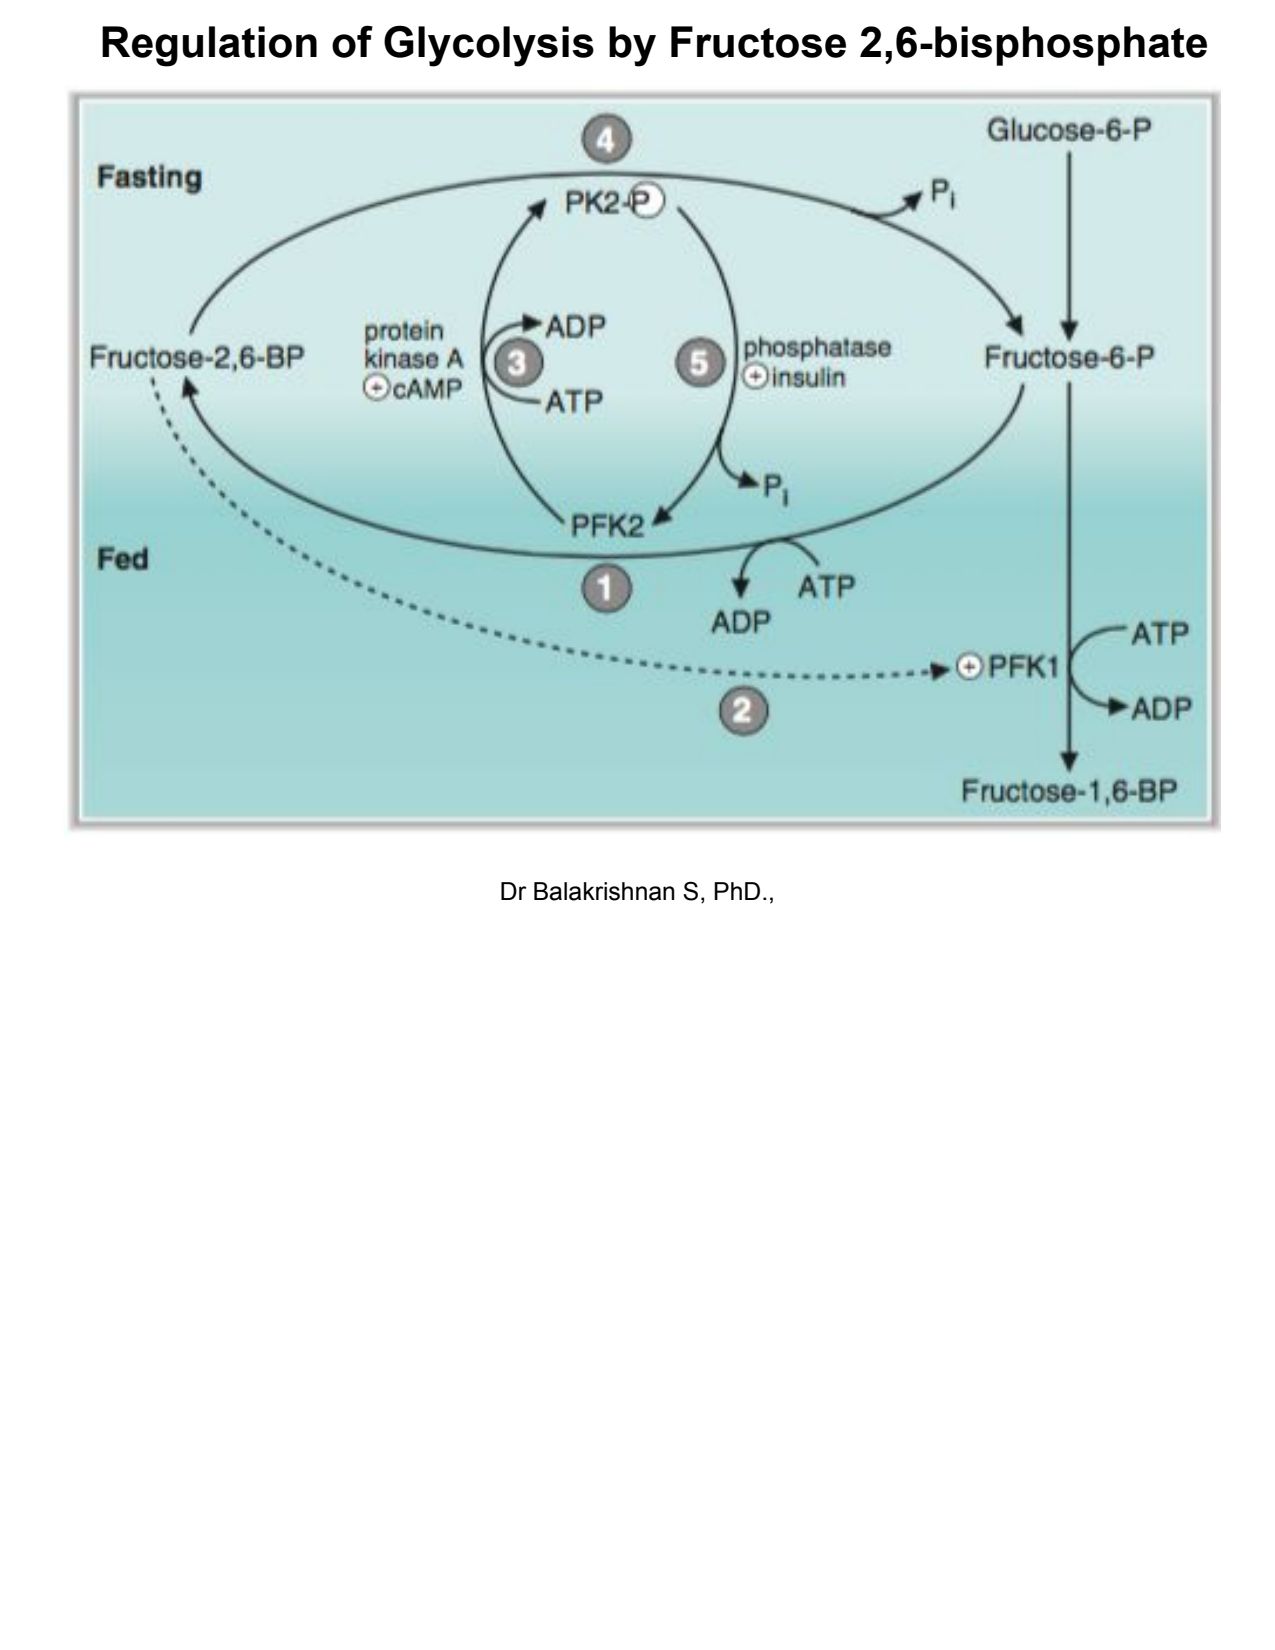 Regulation of Glycolysis by Fructose 2,6-bisphosphate
4
Glucose-6-P
Fasting
PK2-P
Pi
protein
kinase A
+ cAMP
ADP
3
ATP
5
phosphatase
+ insulin
Fructose-2,6-BP
Fructose-6-P
Pi
PFK2
Fed
1
ATP
ADP
ATP
+ PFK1
ADP
2
Fructose-1,6-BP
Dr Balakrishnan S, PhD.,